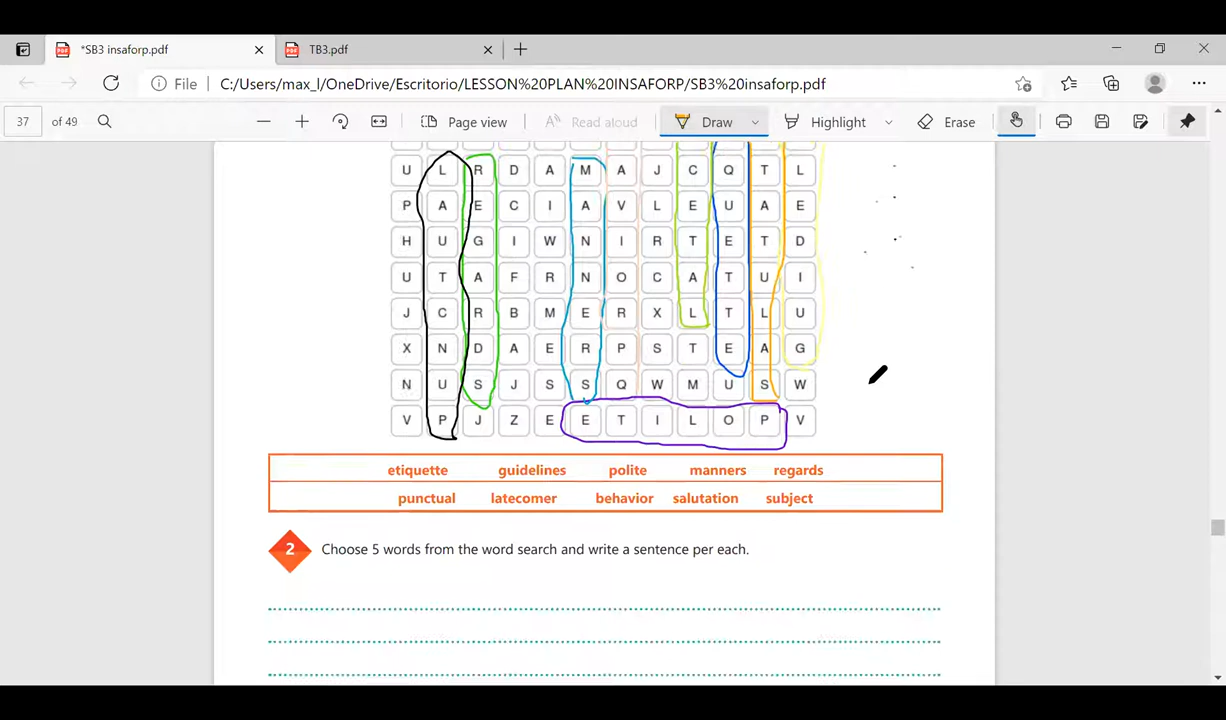 *SB3 insaforp.pdf
TB3.pdf
File
C:/Users/max_l/OneDrive/Escritorio/LESSON%20PLAN%20INSAFORP/SB3%20insaforp.pdf
37 of 49
Page view
Read aloud
Draw
Highlight
Erase
U L R D A M A J C Q T L
P A E C I A V L E U A E
H U G I W N I R T E T D
U T A F R N O C A T U I
J C R B M E R X L T L U
X N D A E R P S T E A G
N U S J S S Q W M U S W
V P J Z E E T I L O P V
etiquette guidelines polite manners regards
punctual latecomer behavior salutation subject
2 Choose 5 words from the word search and write a sentence per each.